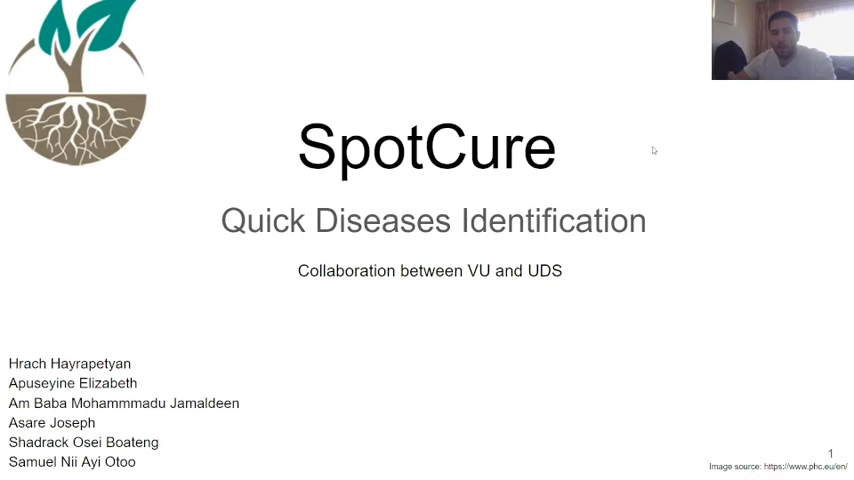 SpotCure
Quick Diseases Identification
Collaboration between VU and UDS
Hrach Hayrapetyan
Apuseyine Elizabeth
Am Baba Mohammmadu Jamaldeen
Asare Joseph
Shadrack Osei Boateng
Samuel Nii Ayi Otoo
1
Image source: https://www.phc.eu/en/